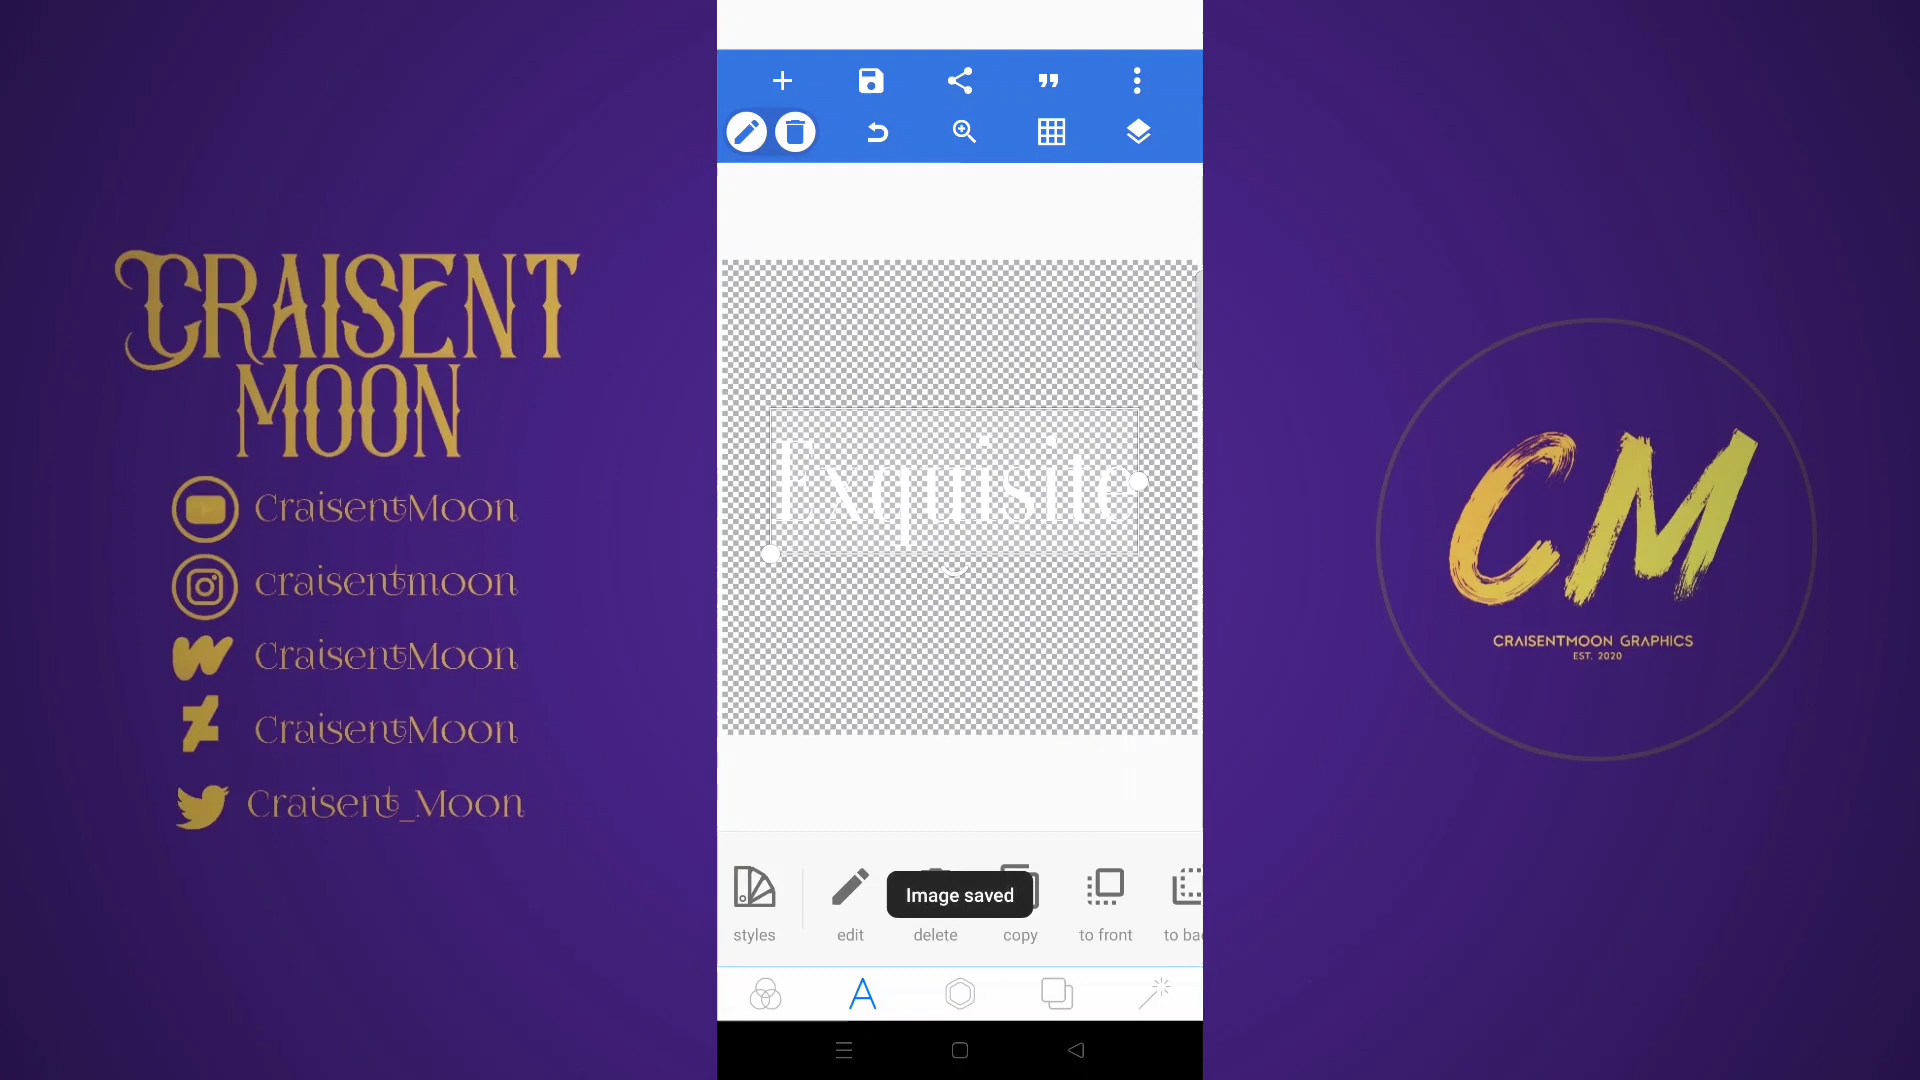 CRAISENT
MOON
CraisentMoon
craisentmoon
CraisentMoon
CraisentMoon
Craisent_Moon
Exquisite
Image saved
styles
edit
delete
copy
to front
to bac
CM
CRAISENTMOON GRAPHICS
EST. 2020